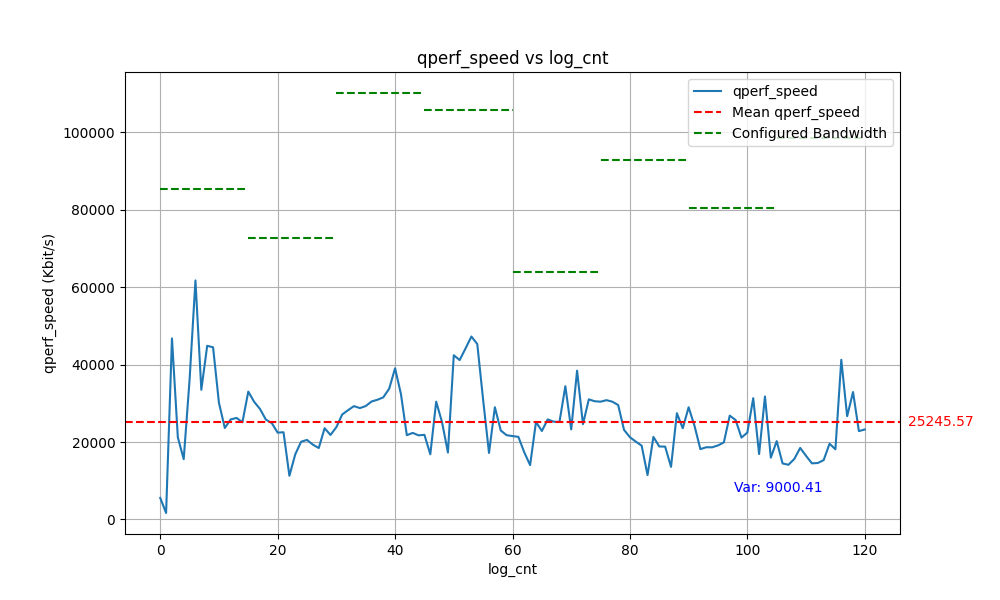 qperf_speed vs log_cnt
qperf_speed
Mean qperf_speed
Configured Bandwidth
100000
80000
60000
40000
20000
0
qperf_speed (Kbit/s)
25245.57
Var: 9000.41
0 20 40 60 80 100 120
log_cnt